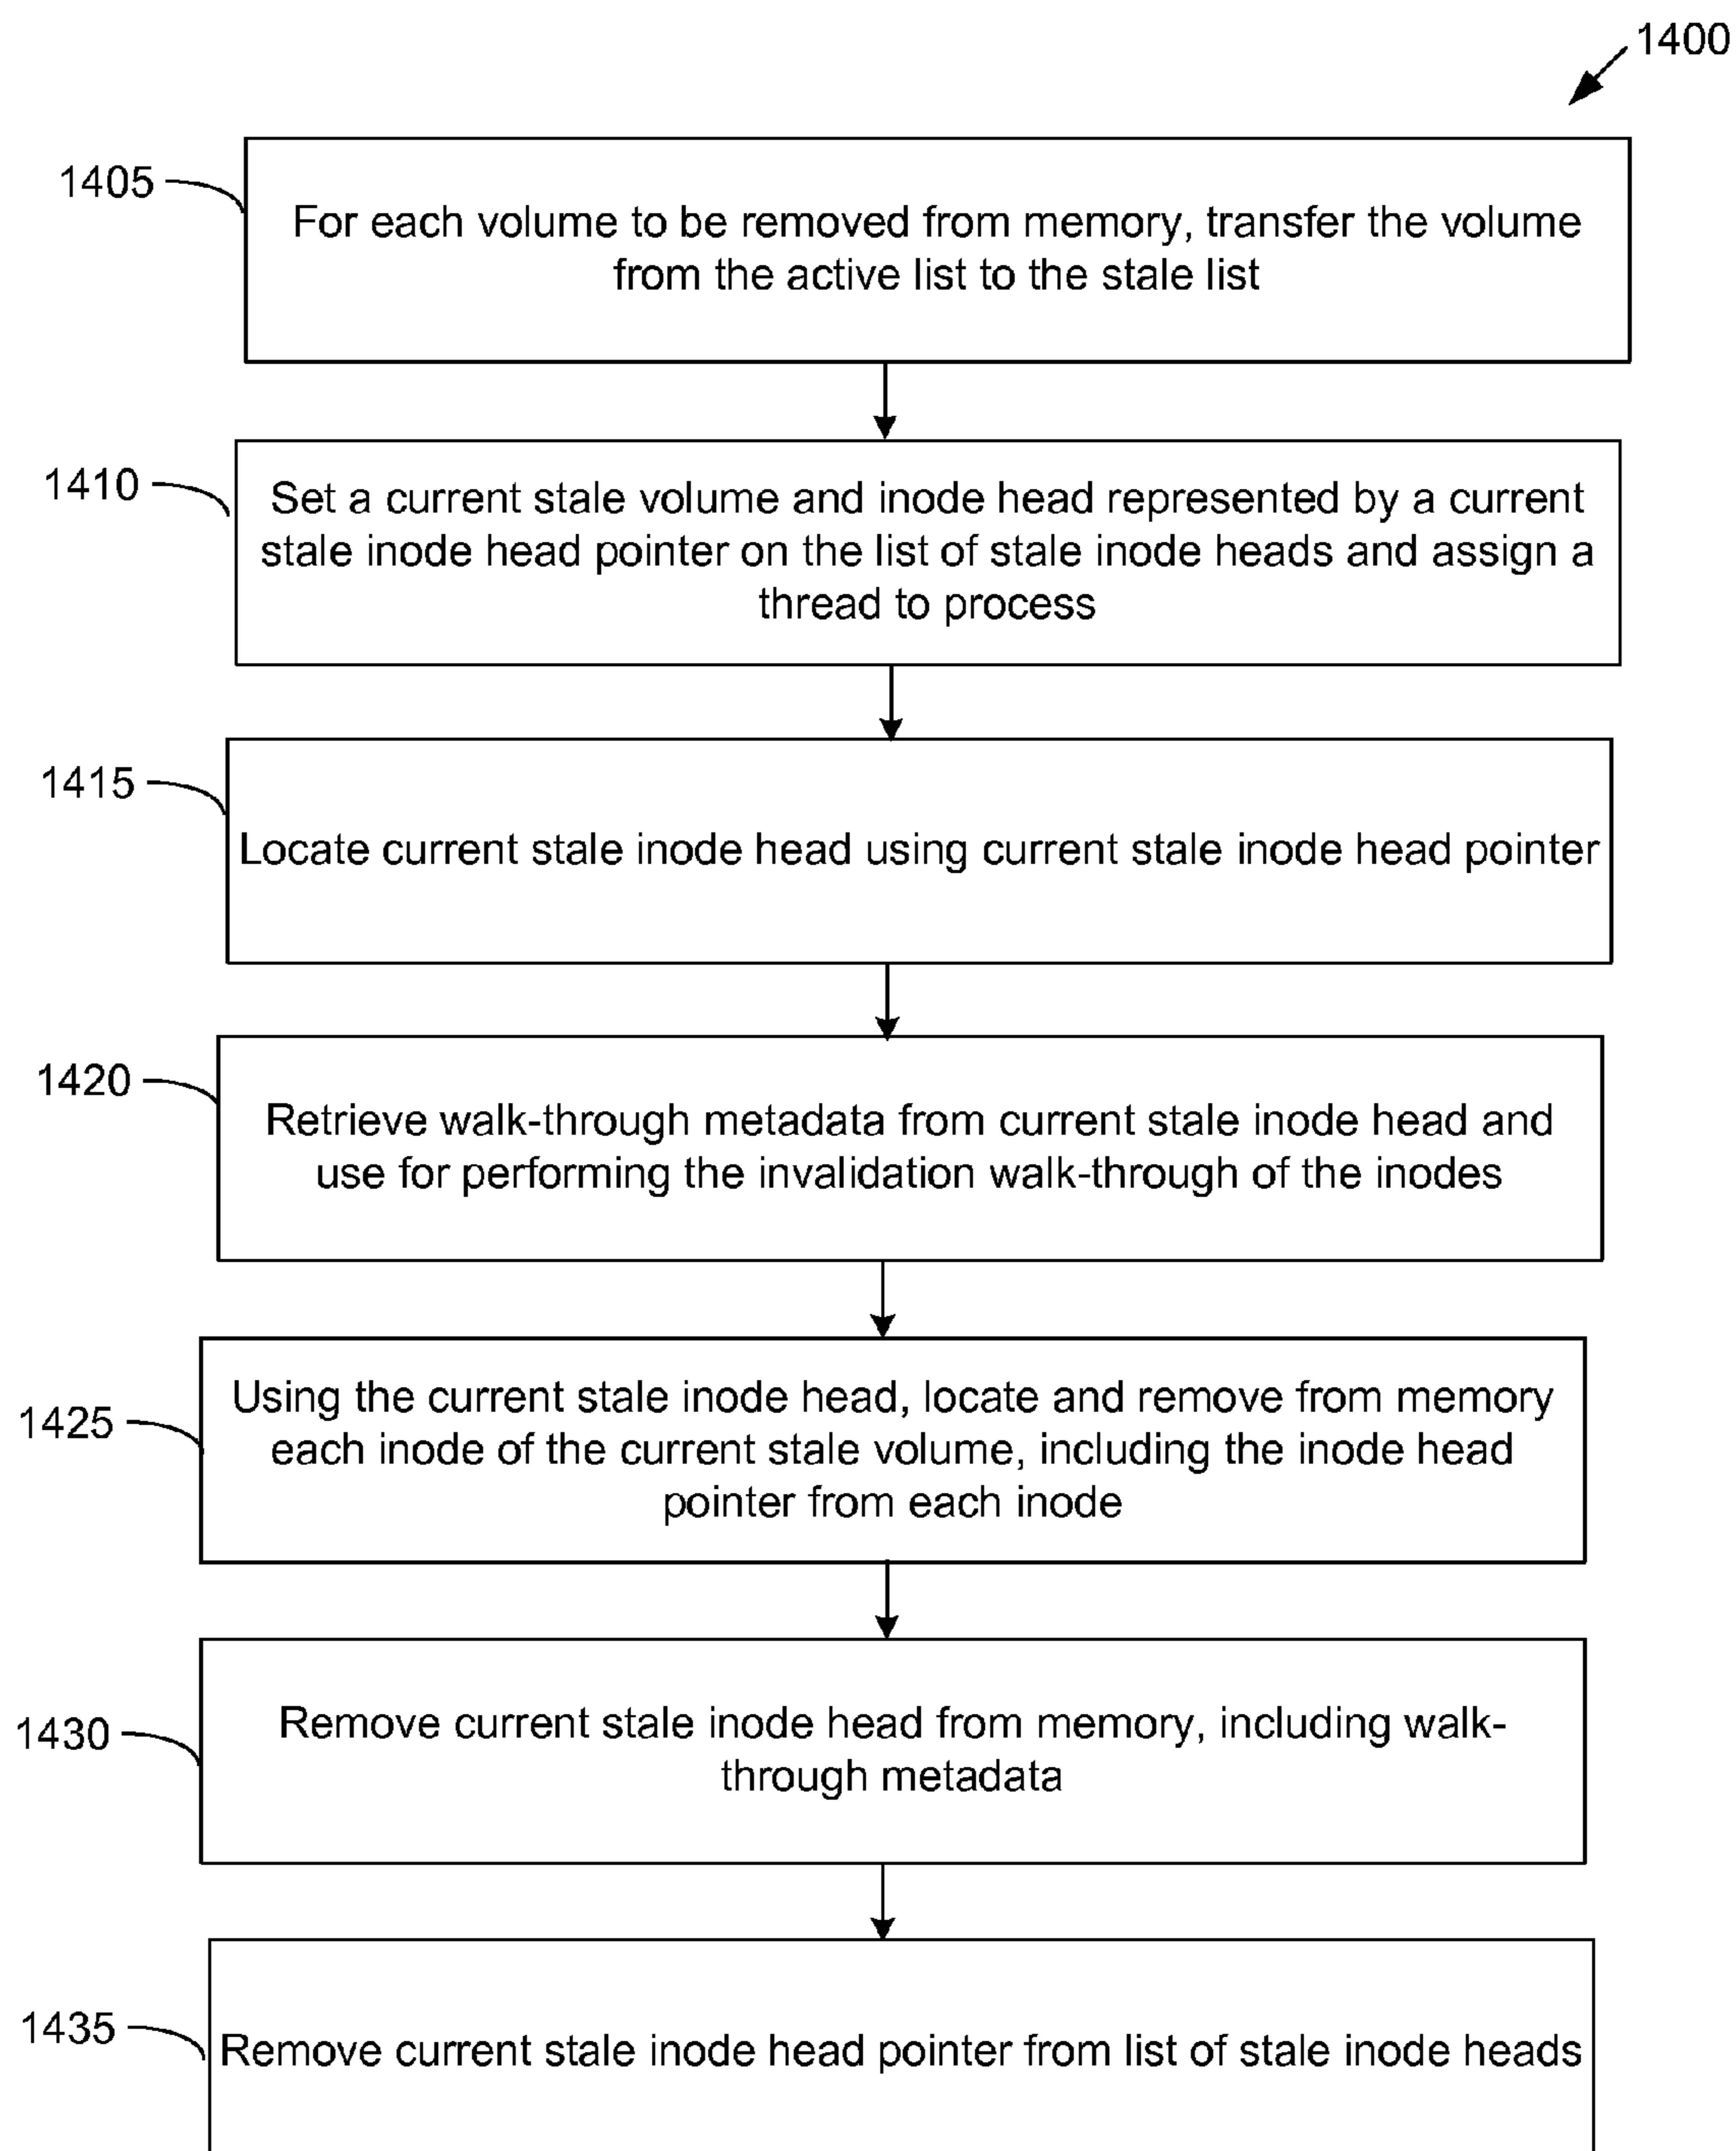 1400
1405
For each volume to be removed from memory, transfer the volume
from the active list to the stale list
1410
Set a current stale volume and inode head represented by a current
stale inode head pointer on the list of stale inode heads and assign a
thread to process
1415
Locate current stale inode head using current stale inode head pointer
1420
Retrieve walk-through metadata from current stale inode head and
use for performing the invalidation walk-through of the inodes
1425
Using the current stale inode head, locate and remove from memory
each inode of the current stale volume, including the inode head
pointer from each inode
1430
Remove current stale inode head from memory, including walk-
through metadata
1435
Remove current stale inode head pointer from list of stale inode heads